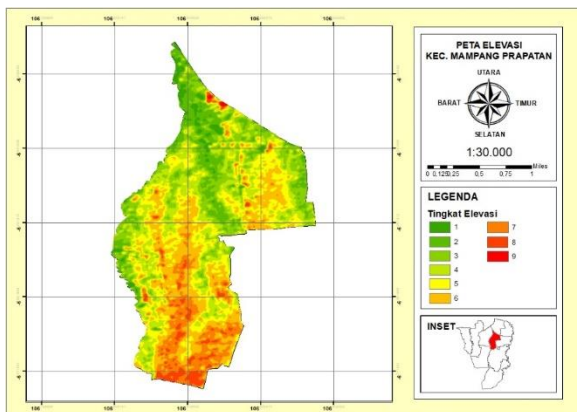 106
106
106
106
106
PETA ELEVASI
KEC. MAMPANG PRAPATAN
UTARA
BARAT
TIMUR
SELATAN
1:30.000
Miles
0 0,125 0,25 0,5 0,75 1
LEGENDA
Tingkat Elevasi
1
2
3
4
5
6
7
8
9
INSET
106
106
106
106
106